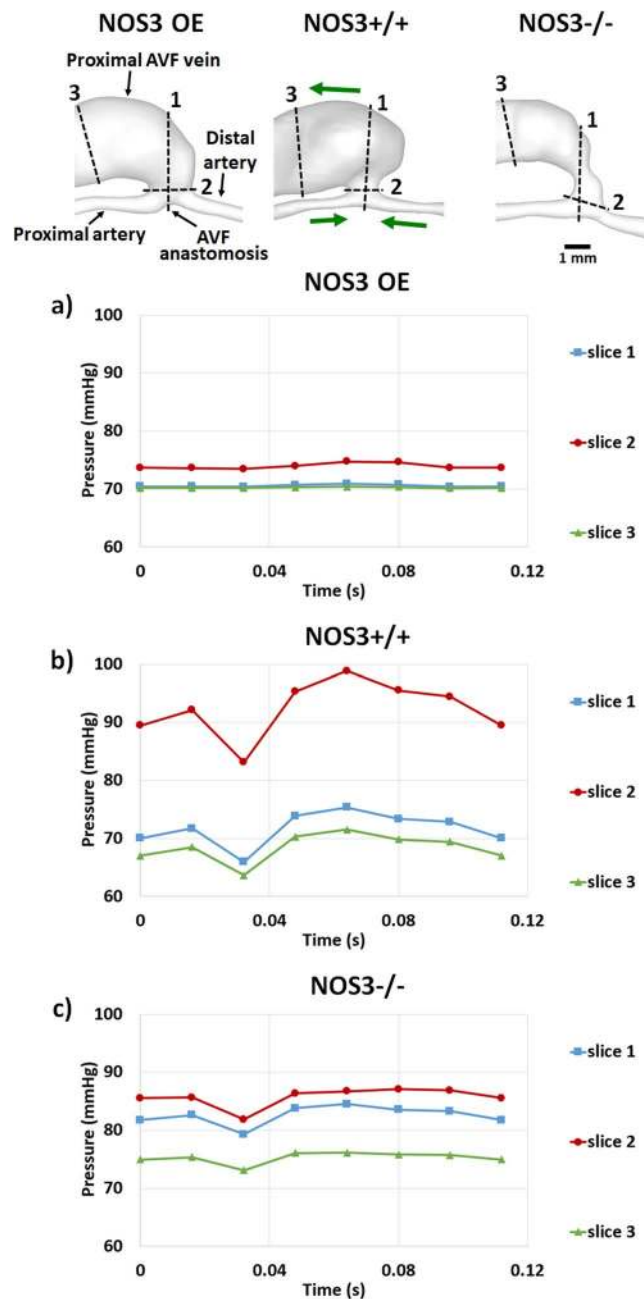 NOS3 OE NOS3+/+ NOS3-/-
Proximal AVF vein
3 1 3 1 1
3
Distal
artery
2 2 2
Proximal artery AVF
anastomosis
1 mm
NOS3 OE
a)
100
90
80
70
60
Pressure (mmHg)
0 0.04 0.08 0.12
Time (s)
slice 1
slice 2
slice 3
NOS3+/+
b)
100
90
80
70
60
Pressure (mmHg)
0 0.04 0.08 0.12
Time (s)
slice 1
slice 2
slice 3
NOS3-/-
c)
100
90
80
70
60
Pressure (mmHg)
0 0.04 0.08 0.12
Time (s)
slice 1
slice 2
slice 3